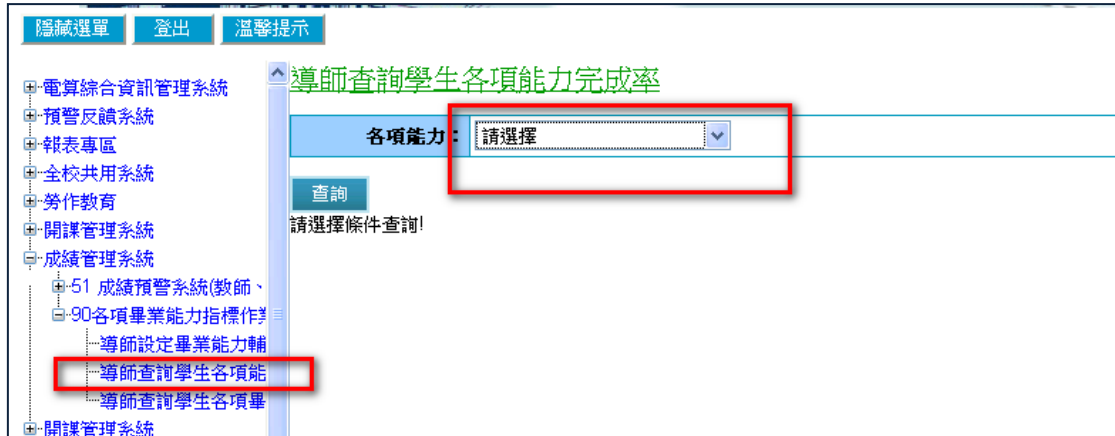 隱藏選單 登出 溫馨提示
電算綜合資訊管理系統
預警反饋系統
報表專區
全校共用系統
勞作教育
開課管理系統
成績管理系統
51 成績預警系統(教師、
90各項畢業能力指標作業
導師設定畢業能力輔
導師查詢學生各項能
導師查詢學生各項畢
開課管理系統
導師查詢學生各項能力完成率
各項能力： 請選擇
查詢
請選擇條件查詢!